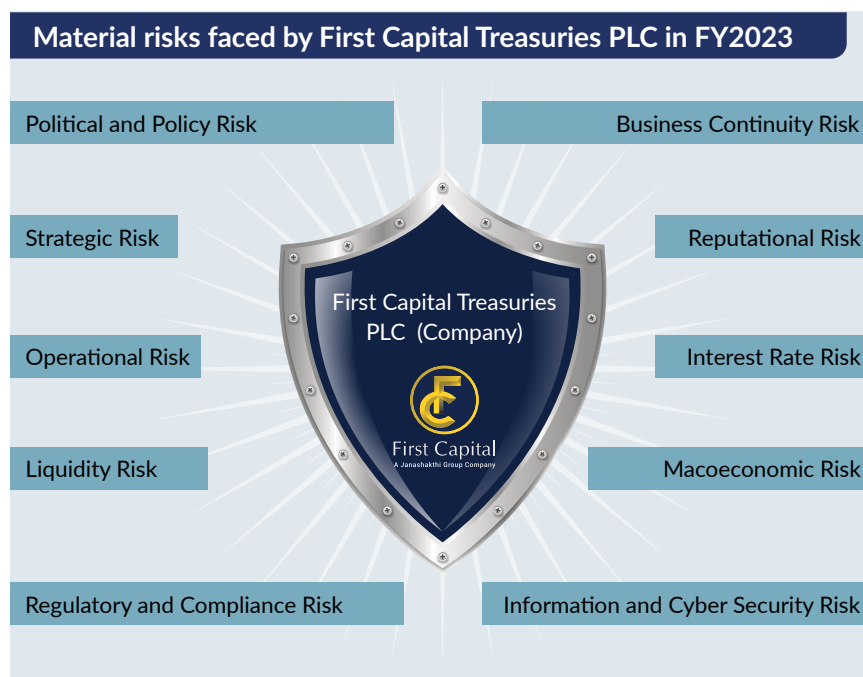 Material risks faced by First Capital Treasuries PLC in FY2023
Political and Policy Risk
Business Continuity Risk
Strategic Risk
Reputational Risk
First Capital Treasuries
PLC (Company)
Operational Risk
Interest Rate Risk
FC
First Capital
A Janashakthi Group Company
Liquidity Risk
Macoeconomic Risk
Regulatory and Compliance Risk
Information and Cyber Security Risk